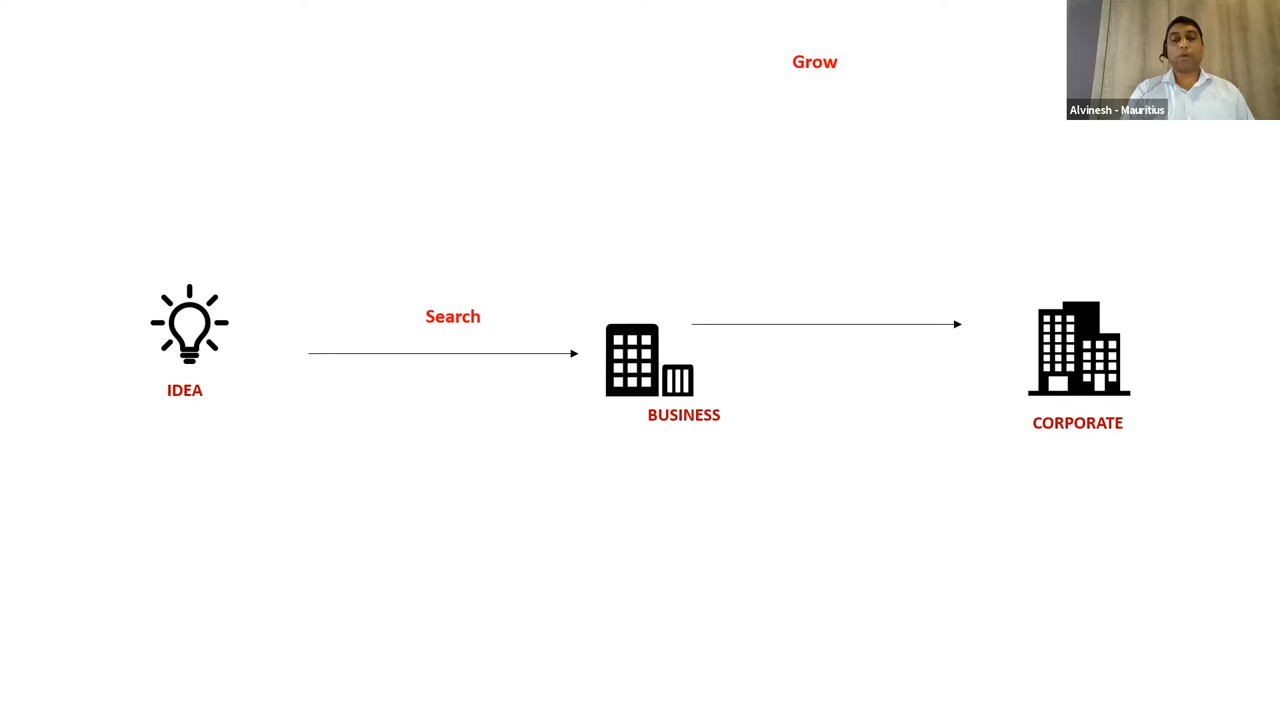 Grow
Alvinesh - Mauritius
Search
IDEA
BUSINESS
CORPORATE